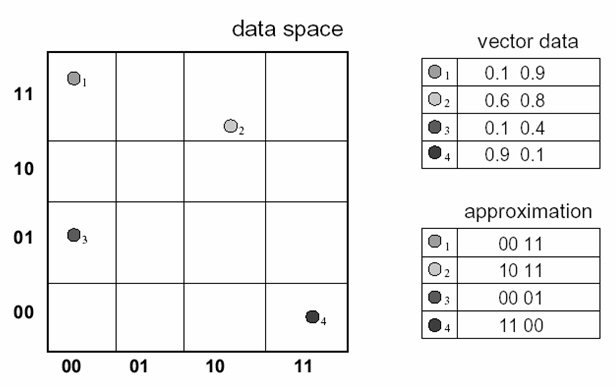 data space
11
10
01
00
00 01 10 11
1
2
3
4
vector data
1 0.1 0.9
2 0.6 0.8
3 0.1 0.4
4 0.9 0.1
approximation
1 00 11
2 10 11
3 00 01
4 11 00